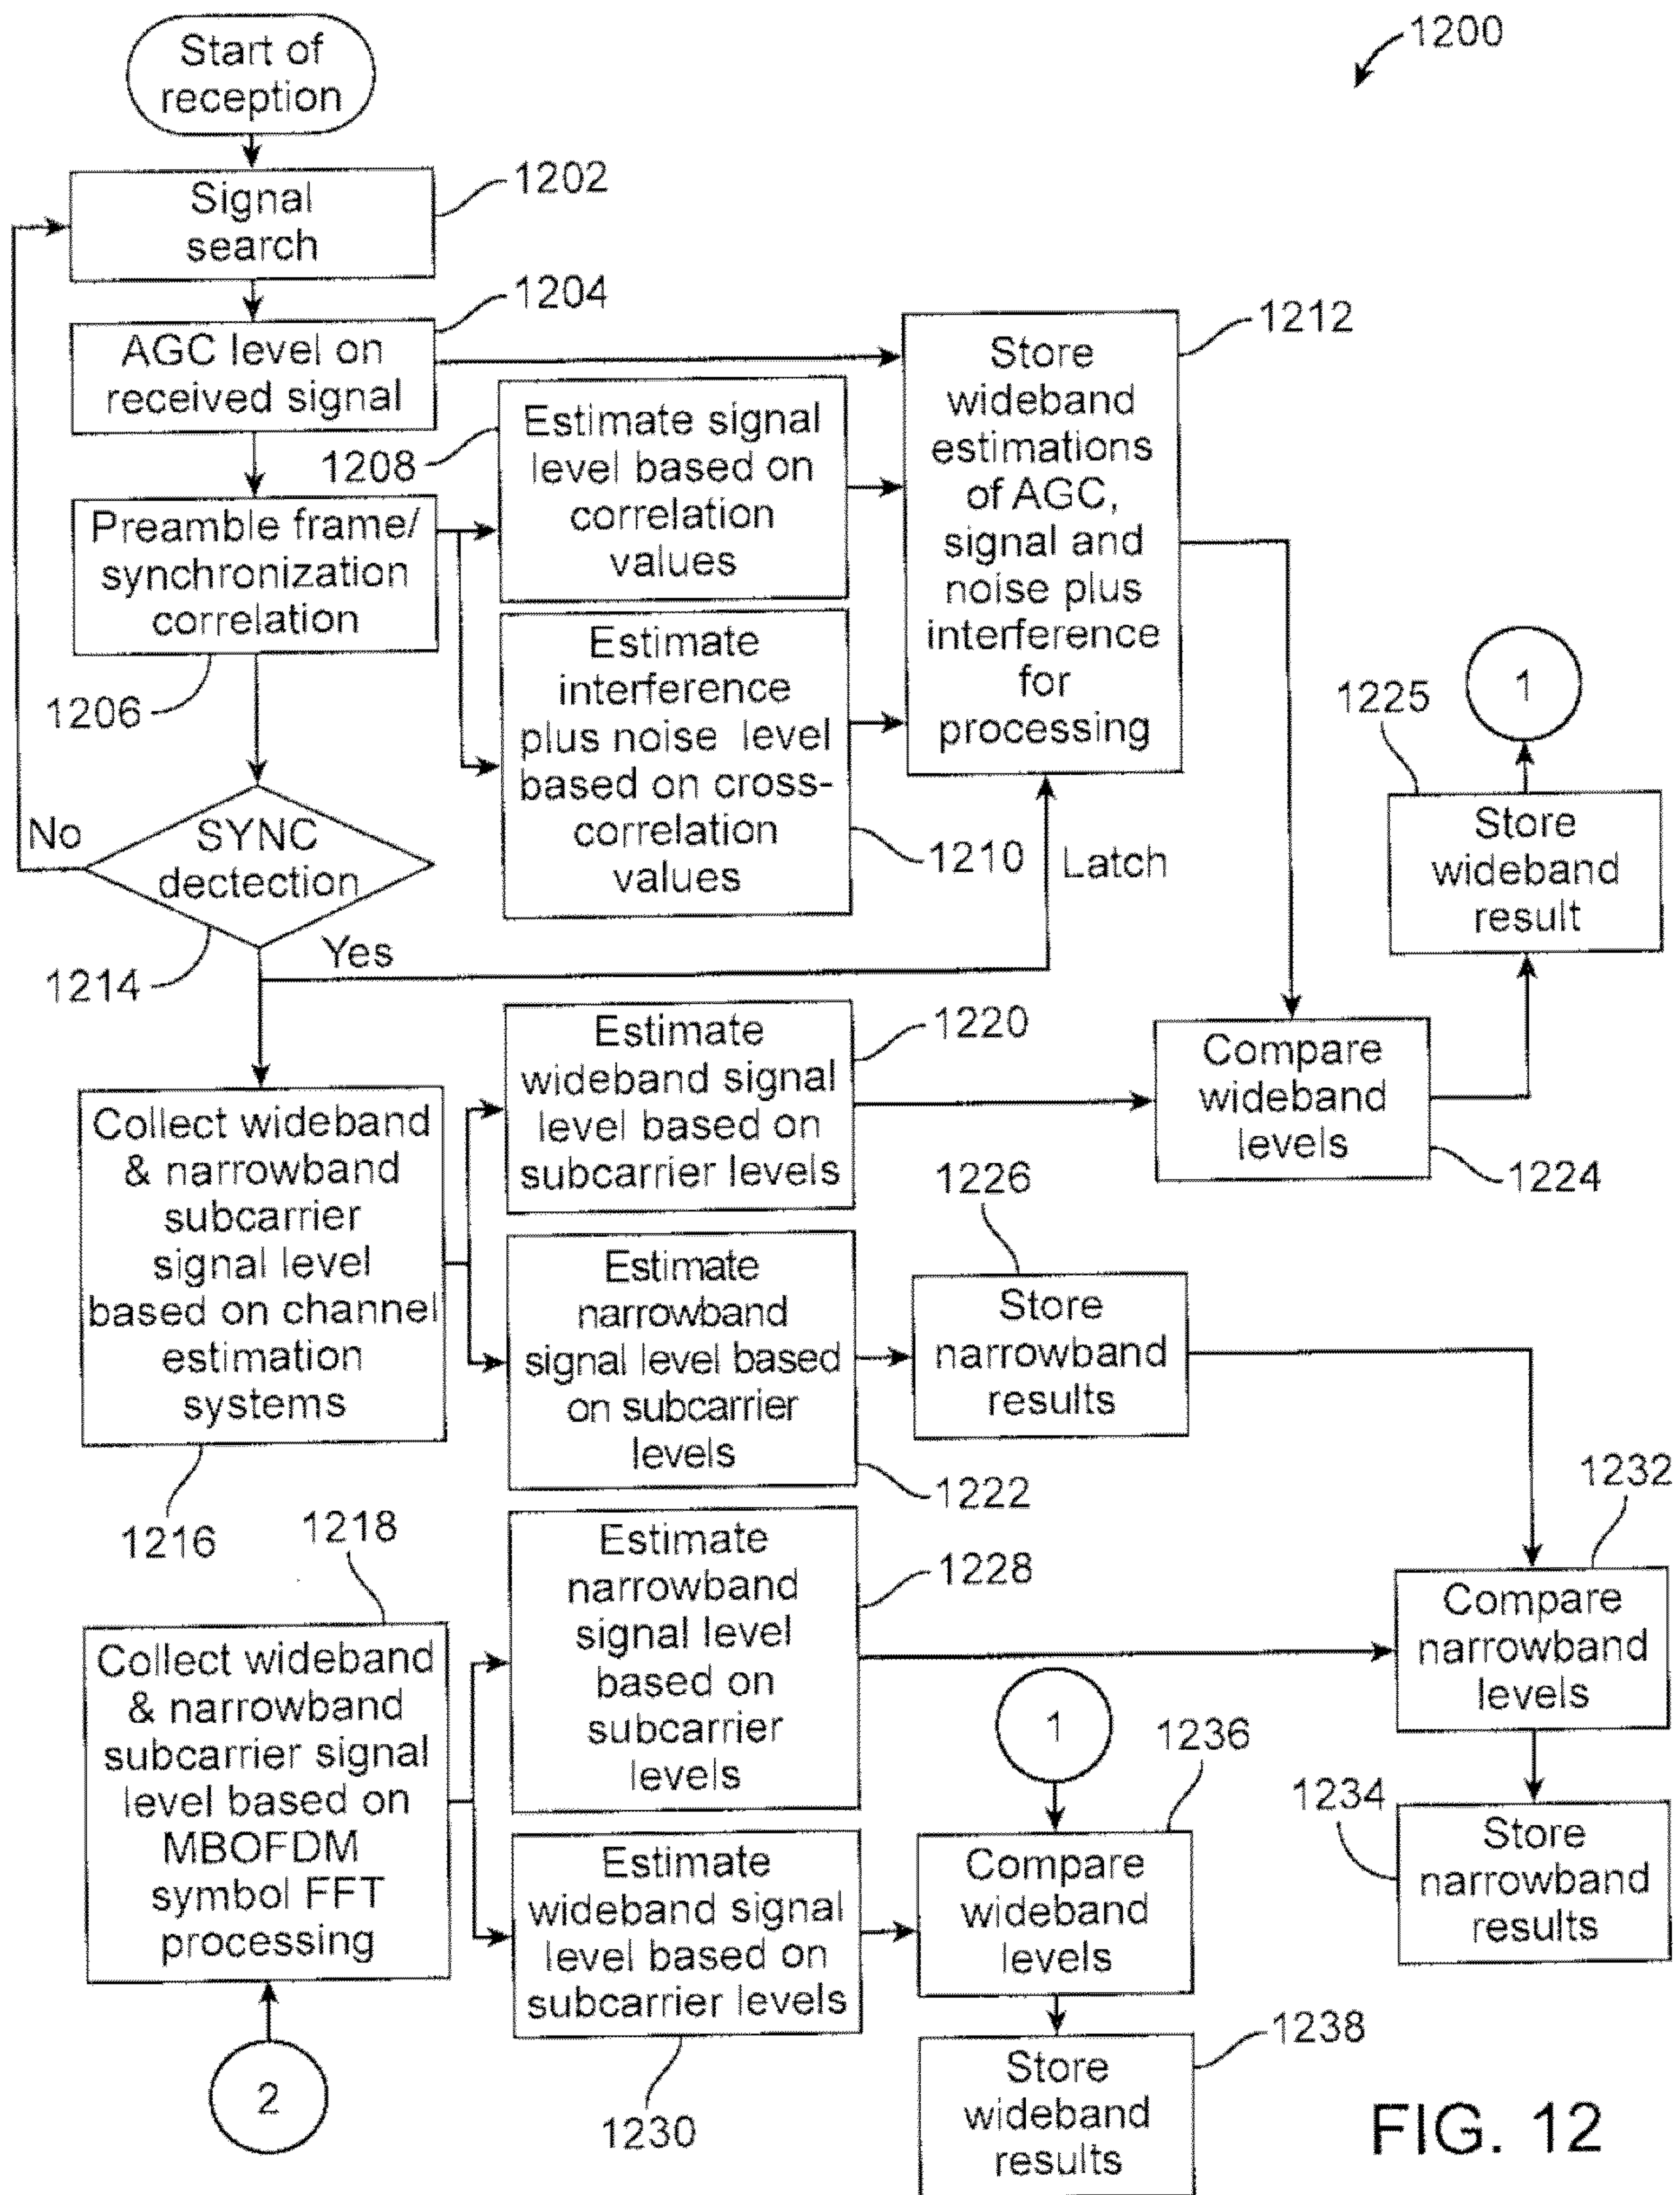 1200
Start of
reception
Signal
search
1202
AGC level on
received signal
1204
Preamble frame/
synchronization
correlation
1206
Estimate signal
level based on
correlation
values
1208
Estimate
interference
plus noise level
based on cross-
correlation
values
1210
Store
wideband
estimations
of AGC,
signal and
noise plus
interference
for
processing
1212
No
SYNC
dectection
1214
Yes
Latch
1
1225
Store
wideband
result
Collect wideband
& narrowband
subcarrier
signal level
based on channel
estimation
systems
1216
Estimate
wideband signal
level based on
subcarrier levels
1220
Compare
wideband
levels
1224
Estimate
narrowband
signal level based
on subcarrier
levels
1222
1226
Store
narrowband
results
1218
Collect wideband
& narrowband
subcarrier signal
level based on
MBOFDM
symbol FFT
processing
2
Estimate
narrowband
signal level
based on
subcarrier
levels
1228
1232
Compare
narrowband
levels
1234
Store
narrowband
results
Estimate
wideband signal
level based on
subcarrier levels
1230
1
1236
Compare
wideband
levels
1238
Store
wideband
results
FIG. 12